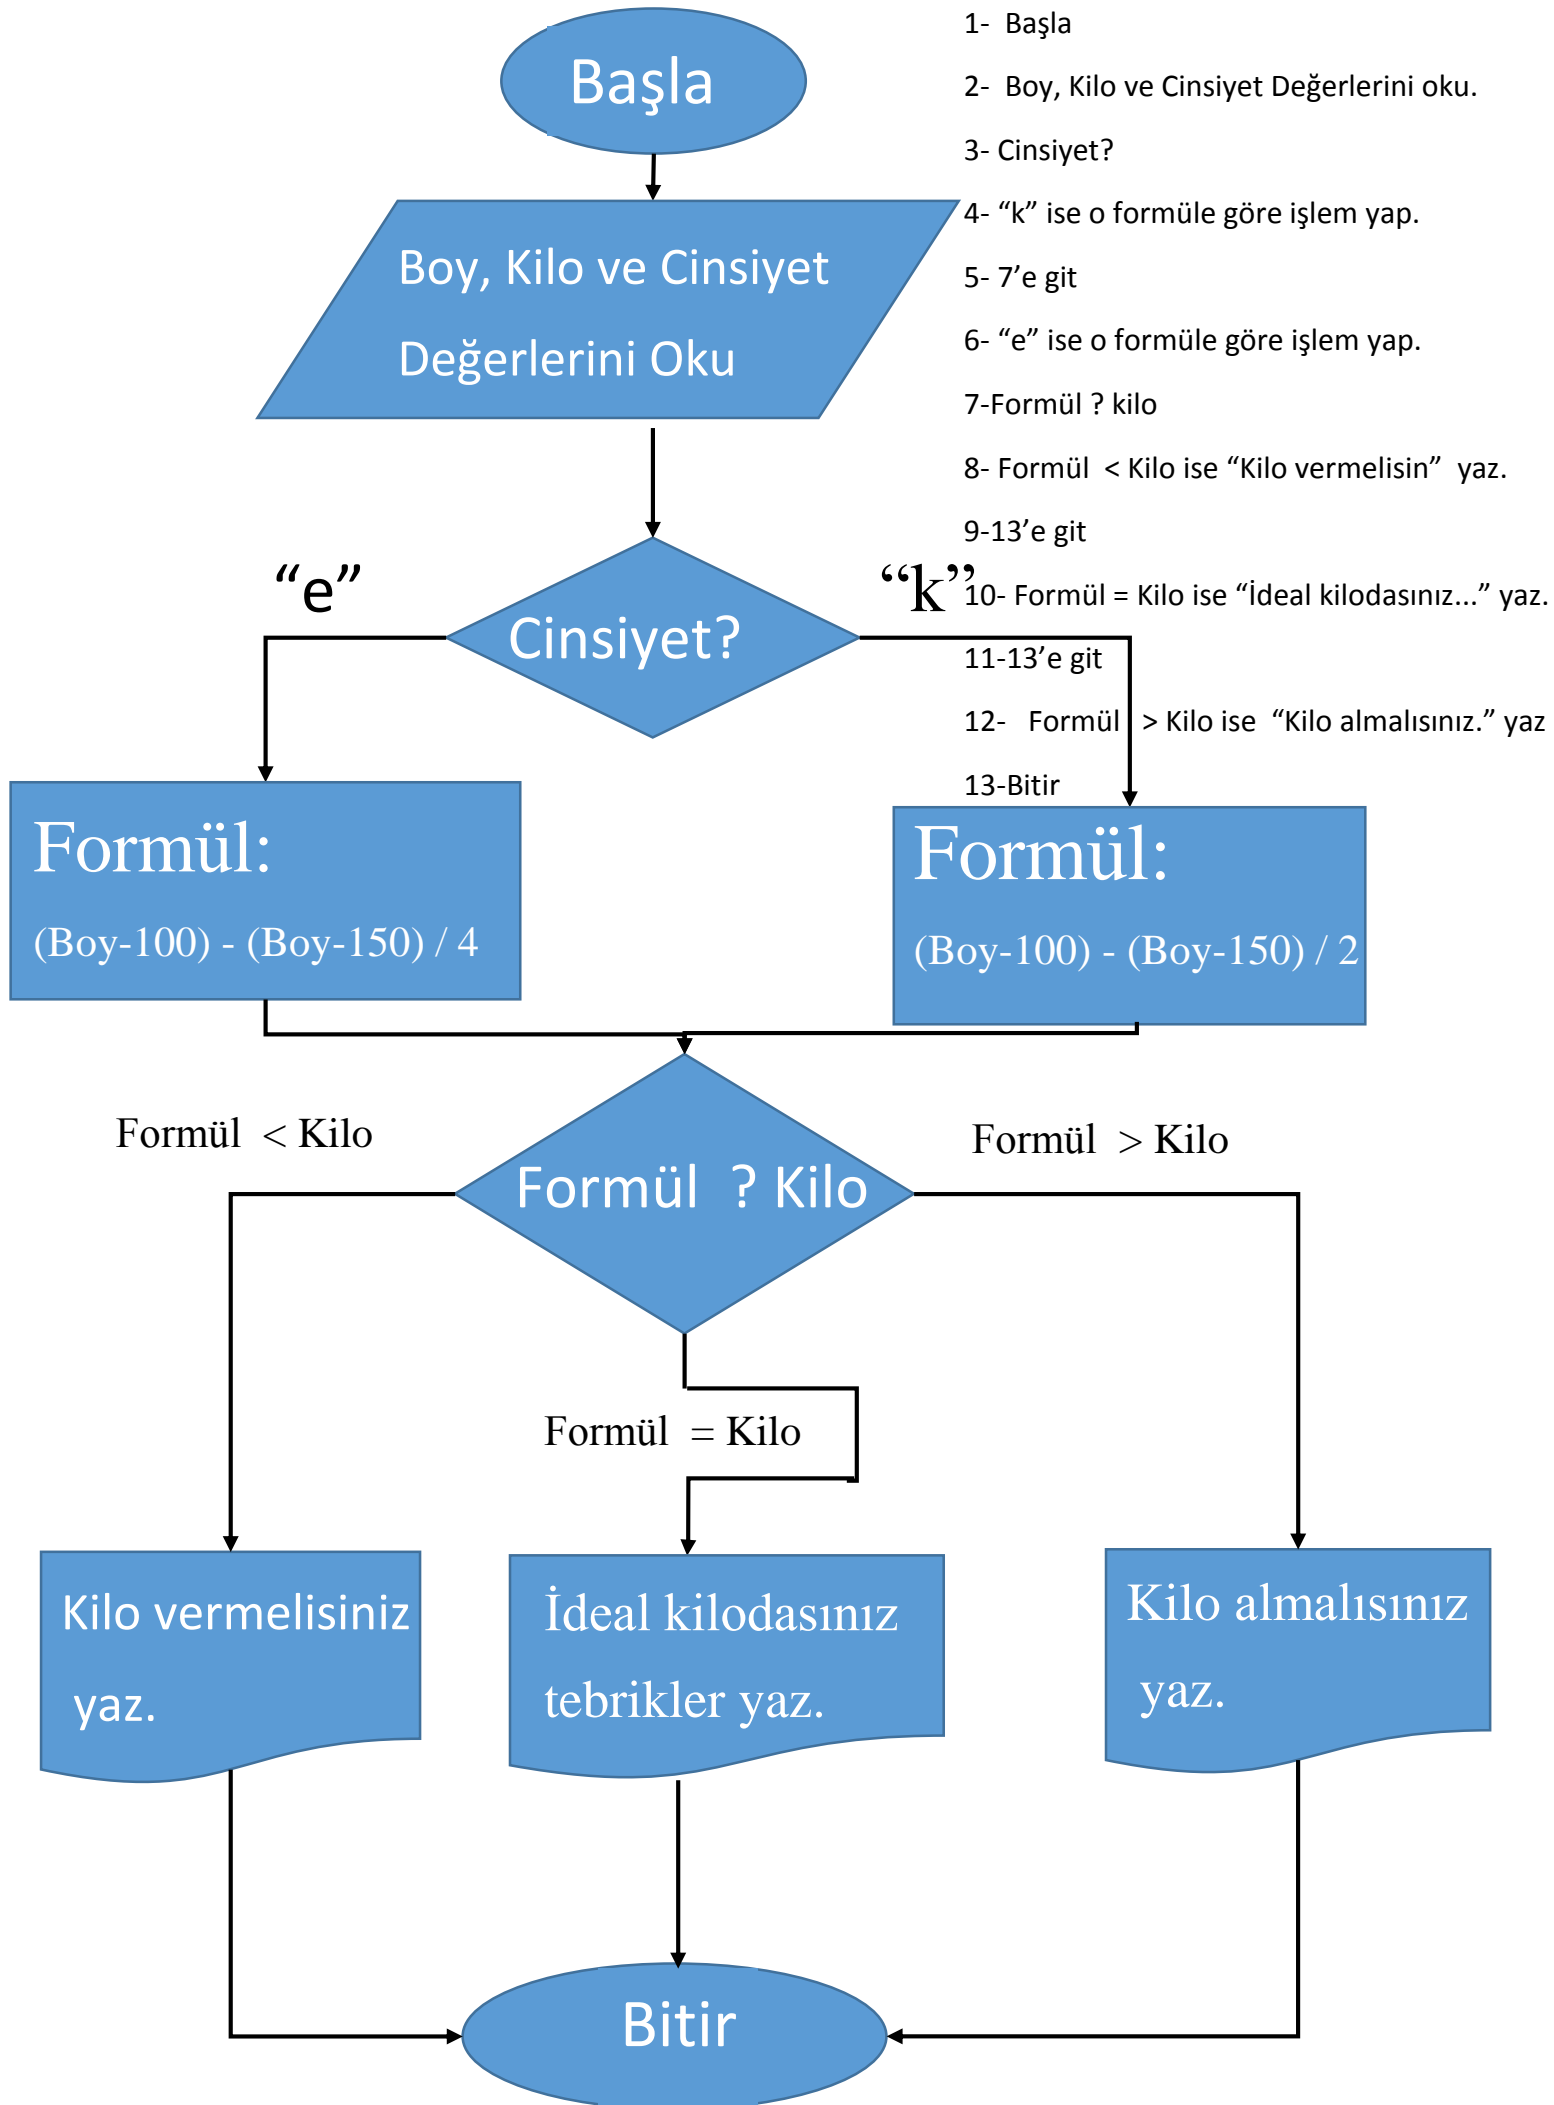 Başla
1- Başla
2- Boy, Kilo ve Cinsiyet Değerlerini oku.
3- Cinsiyet?
4- “k” ise o formüle göre işlem yap.
5- 7’e git
6- “e” ise o formüle göre işlem yap.
7-Formül ? kilo
8- Formül < Kilo ise “Kilo vermelisin” yaz.
9-13’e git
10- Formül = Kilo ise “İdeal kilodasınız...” yaz.
11-13’e git
12- Formül > Kilo ise “Kilo almalısınız.” yaz
13-Bitir
Boy, Kilo ve Cinsiyet
Değerlerini Oku
“e”
“k”
Cinsiyet?
Formül:
(Boy-100) - (Boy-150) / 4
Formül:
(Boy-100) - (Boy-150) / 2
Formül < Kilo
Formül > Kilo
Formül ? Kilo
Formül = Kilo
Kilo vermelisiniz
yaz.
İdeal kilodasınız
tebrikler yaz.
Kilo almalısınız
yaz.
Bitir